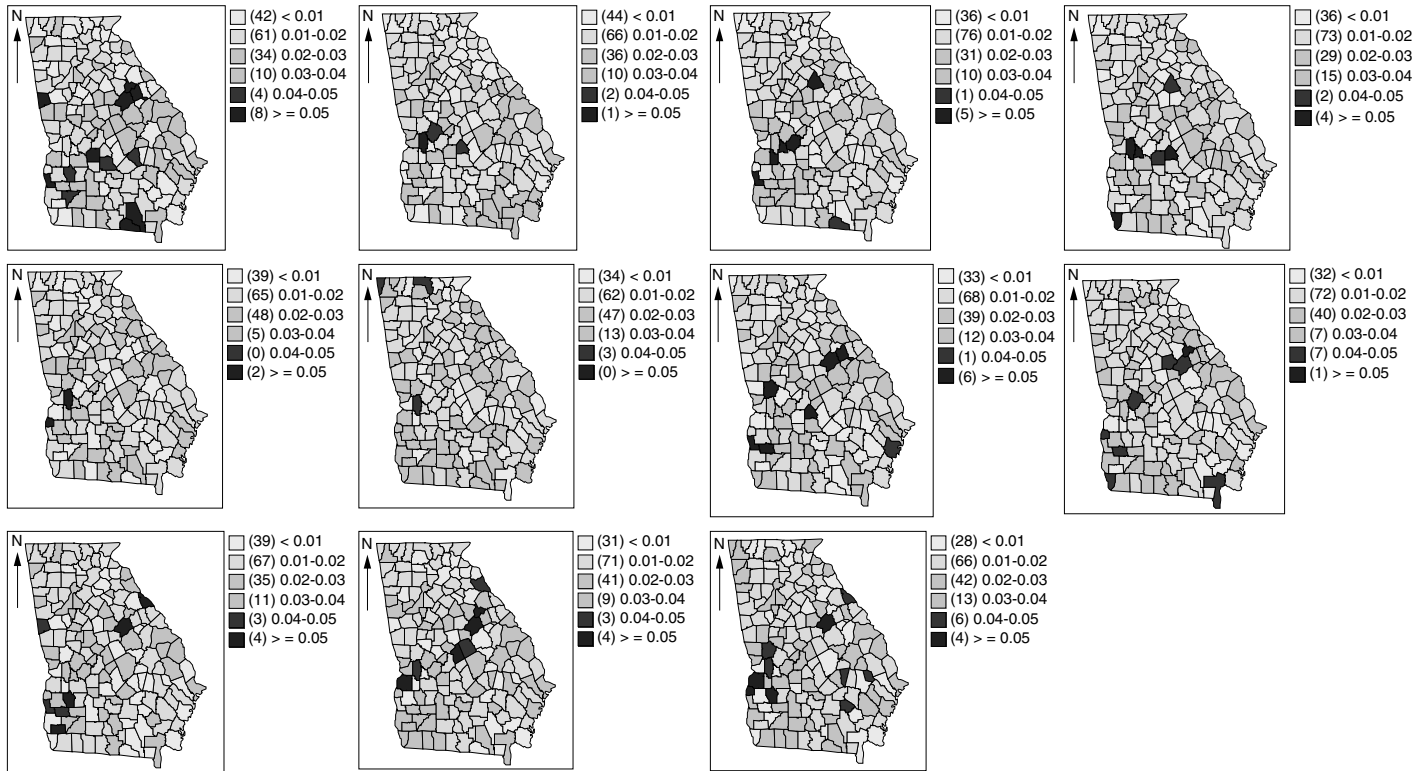 N
(42) < 0.01
(61) 0.01-0.02
(34) 0.02-0.03
(10) 0.03-0.04
(4) 0.04-0.05
(8) > = 0.05
N
(44) < 0.01
(66) 0.01-0.02
(36) 0.02-0.03
(10) 0.03-0.04
(2) 0.04-0.05
(1) > = 0.05
N
(36) < 0.01
(76) 0.01-0.02
(31) 0.02-0.03
(10) 0.03-0.04
(1) 0.04-0.05
(5) > = 0.05
N
(36) < 0.01
(73) 0.01-0.02
(29) 0.02-0.03
(15) 0.03-0.04
(2) 0.04-0.05
(4) > = 0.05
N
(39) < 0.01
(65) 0.01-0.02
(48) 0.02-0.03
(5) 0.03-0.04
(0) 0.04-0.05
(2) > = 0.05
N
(34) < 0.01
(62) 0.01-0.02
(47) 0.02-0.03
(13) 0.03-0.04
(3) 0.04-0.05
(0) > = 0.05
N
(33) < 0.01
(68) 0.01-0.02
(39) 0.02-0.03
(12) 0.03-0.04
(1) 0.04-0.05
(6) > = 0.05
N
(32) < 0.01
(72) 0.01-0.02
(40) 0.02-0.03
(7) 0.03-0.04
(7) 0.04-0.05
(1) > = 0.05
N
(39) < 0.01
(67) 0.01-0.02
(35) 0.02-0.03
(11) 0.03-0.04
(3) 0.04-0.05
(4) > = 0.05
N
(31) < 0.01
(71) 0.01-0.02
(41) 0.02-0.03
(9) 0.03-0.04
(3) 0.04-0.05
(4) > = 0.05
N
(28) < 0.01
(66) 0.01-0.02
(42) 0.02-0.03
(13) 0.03-0.04
(6) 0.04-0.05
(4) > = 0.05